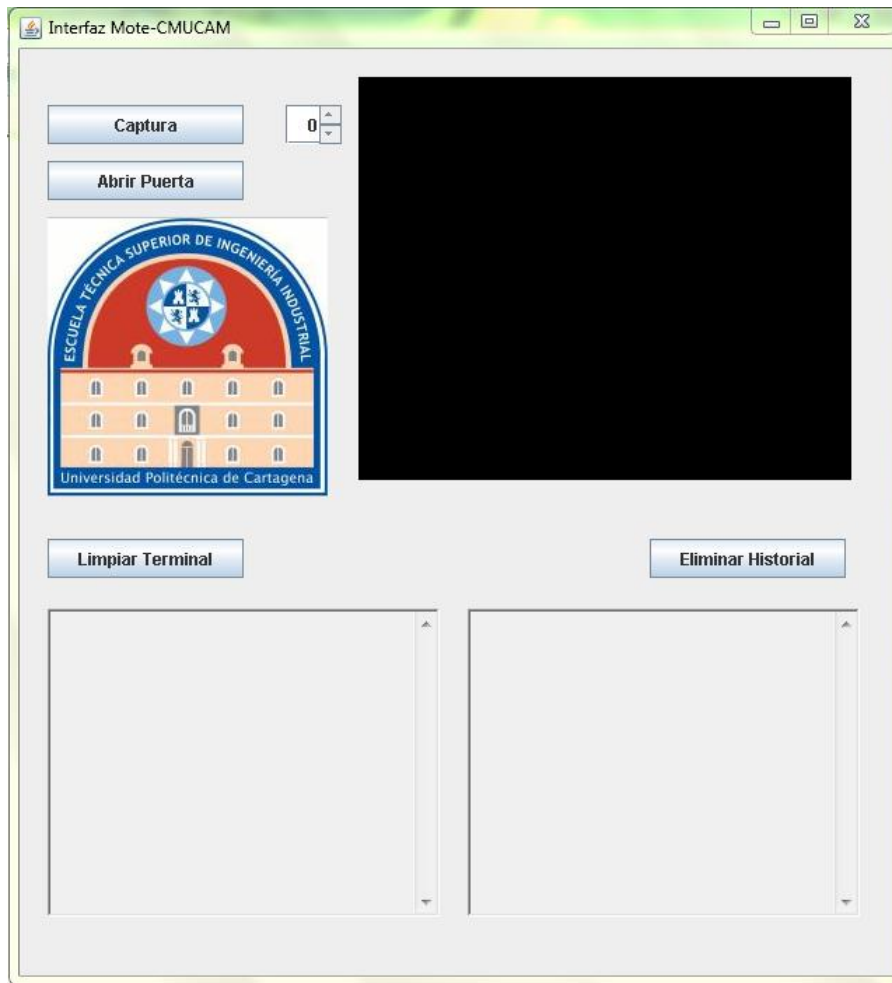 Interfaz Mote-CMUCAM
Captura
0
Abrir Puerta
ESCUELA TÉCNICA SUPERIOR DE INGENIERÍA INDUSTRIAL
Universidad Politécnica de Cartagena
Limpiar Terminal
Eliminar Historial